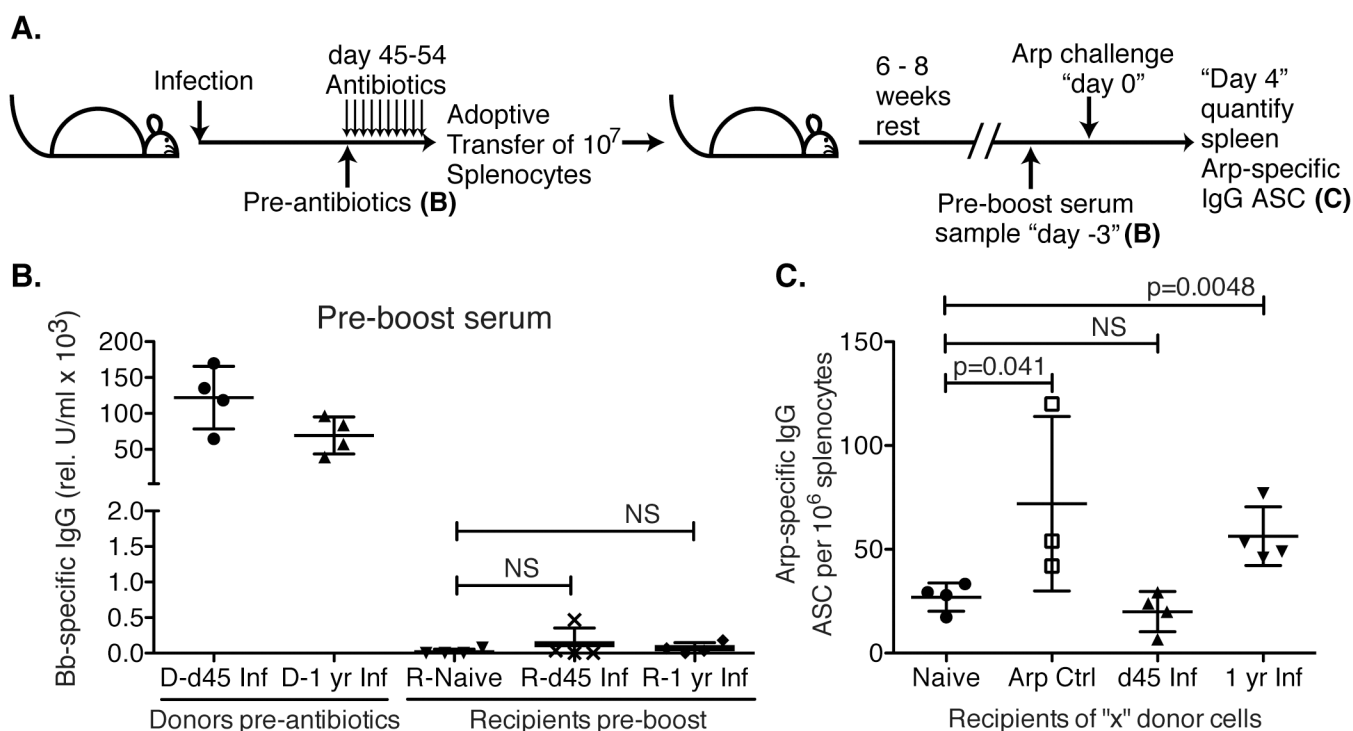 A.
Infection
day 45-54
Antibiotics
Pre-antibiotics (B)
Adoptive
Transfer of 10⁷
Splenocytes
6 - 8
weeks
rest
Arp challenge
“day 0”
Pre-boost serum
sample “day -3” (B)
“Day 4”
quantify
spleen
Arp-specific
IgG ASC (C)
B.
Pre-boost serum
Bb-specific IgG (rel. U/ml x 10³)
200
150
100
50
2.0
1.5
1.0
0.5
0.0
NS
NS
D-d45 Inf D-1 yr Inf R-Naive R-d45 Inf R-1 yr Inf
Donors pre-antibiotics Recipients pre-boost
C.
p=0.0048
NS
p=0.041
Arp-specific IgG
ASC per 10⁶ splenocytes
150
100
50
0
Naive Arp Ctrl d45 Inf 1 yr Inf
Recipients of "x" donor cells